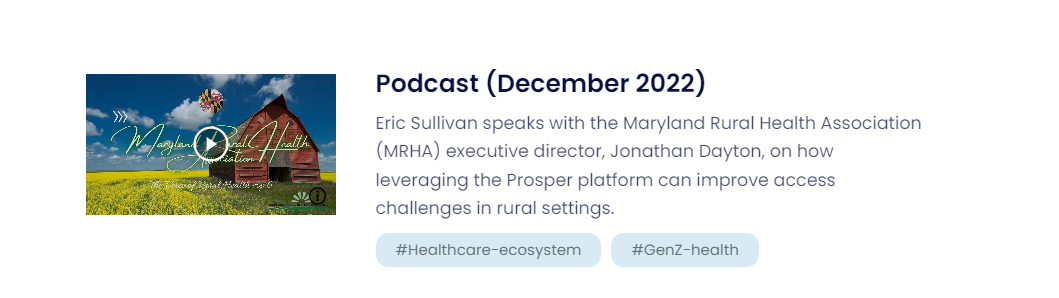 Maryland Rural Health
Association
Podcast (December 2022)
Eric Sullivan speaks with the Maryland Rural Health Association
(MRHA) executive director, Jonathan Dayton, on how
leveraging the Prosper platform can improve access
challenges in rural settings.
#Healthcare-ecosystem
#GenZ-health